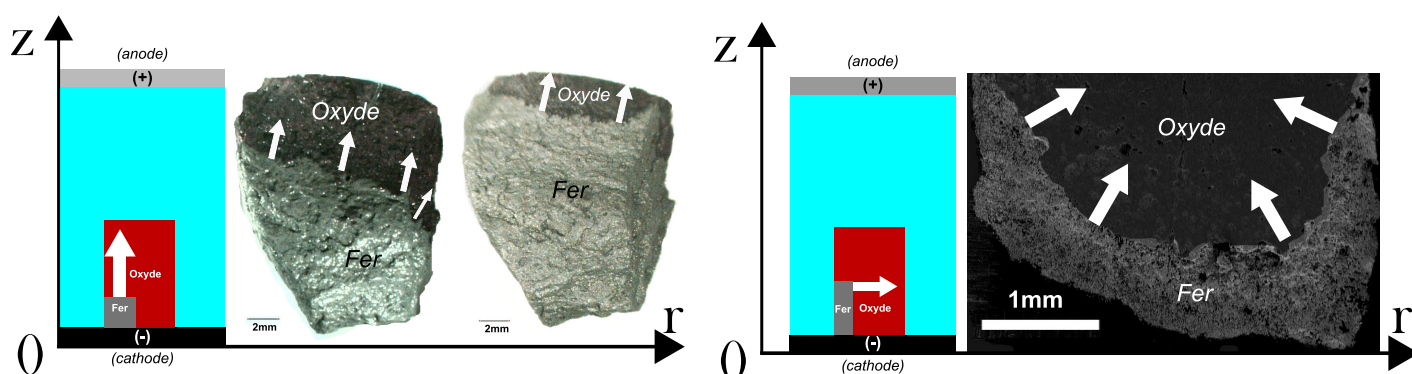 z
(anode)
(+)
Oxyde
Fer
(-)
(cathode)
0
Oxyde
Fer
2mm
Oxyde
Fer
2mm
r
z
(anode)
(+)
Fer
Oxyde
(-)
(cathode)
0
Oxyde
Fer
1mm
r